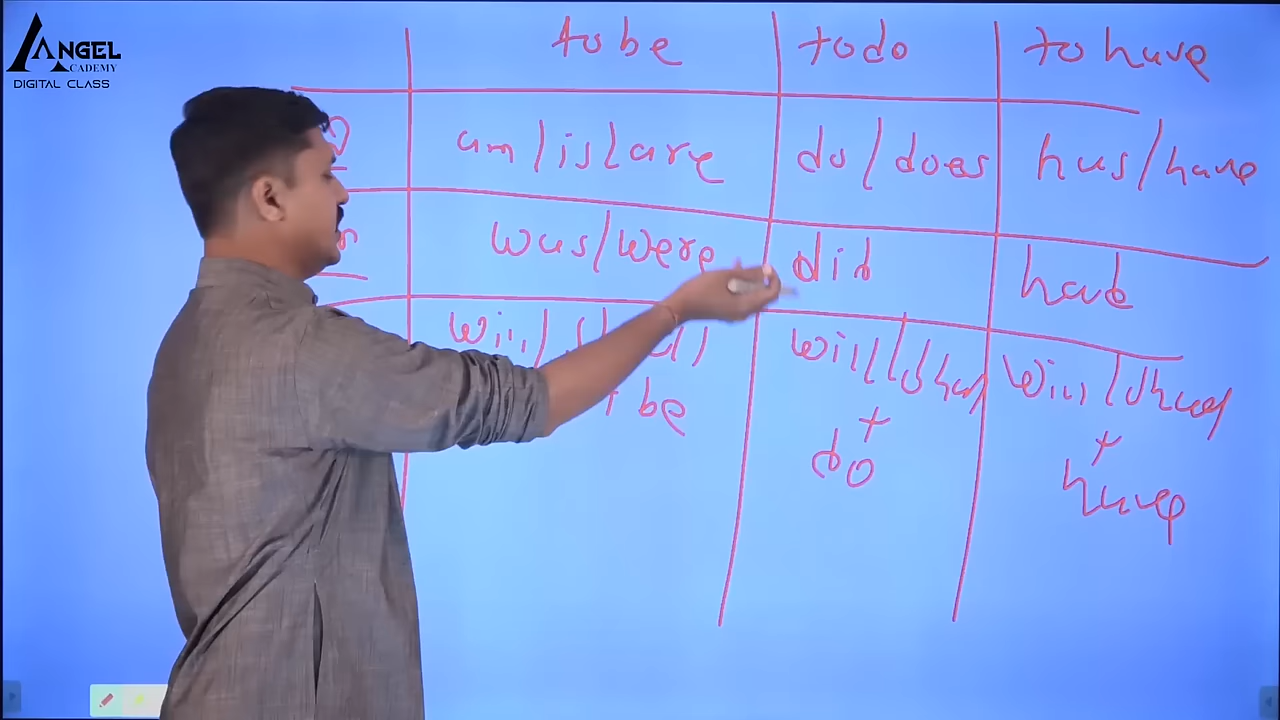 ANGEL
ACADEMY
DIGITAL CLASS
to be
to do
to have
am/is/are
do/does
has/have
was/were
did
had
will/
will/shall
will/shall
be
+
+
do
have